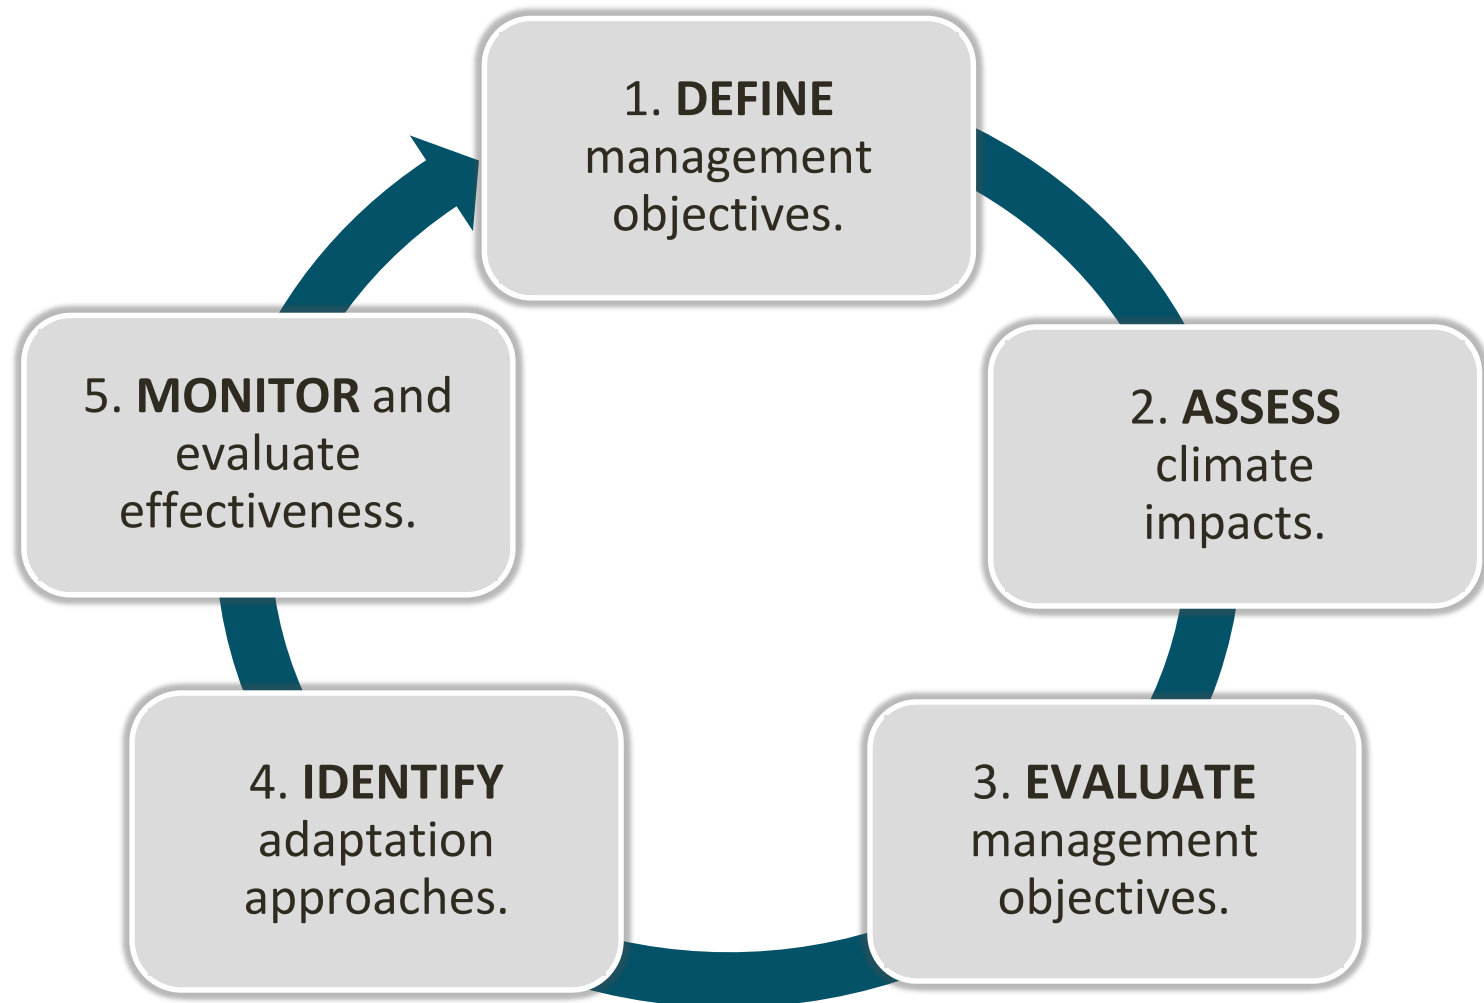 1. DEFINE
management
objectives.
2. ASSESS
climate
impacts.
3. EVALUATE
management
objectives.
4. IDENTIFY
adaptation
approaches.
5. MONITOR and
evaluate
effectiveness.